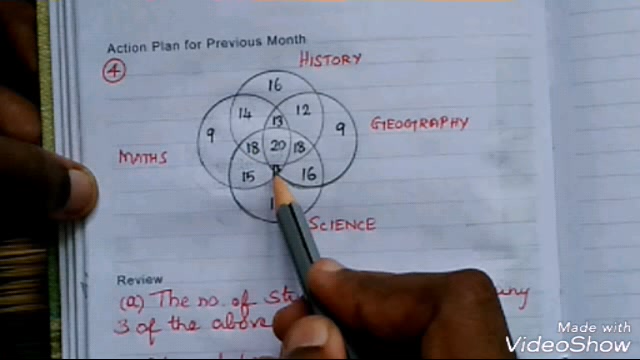 Action Plan for Previous Month
4
HISTORY
16
14 13 12
9 9
GEOGRAPHY
MATHS
18 20 18
15 16
SCIENCE
Review
(a) The no. of
3 of the above
Made with
VideoShow